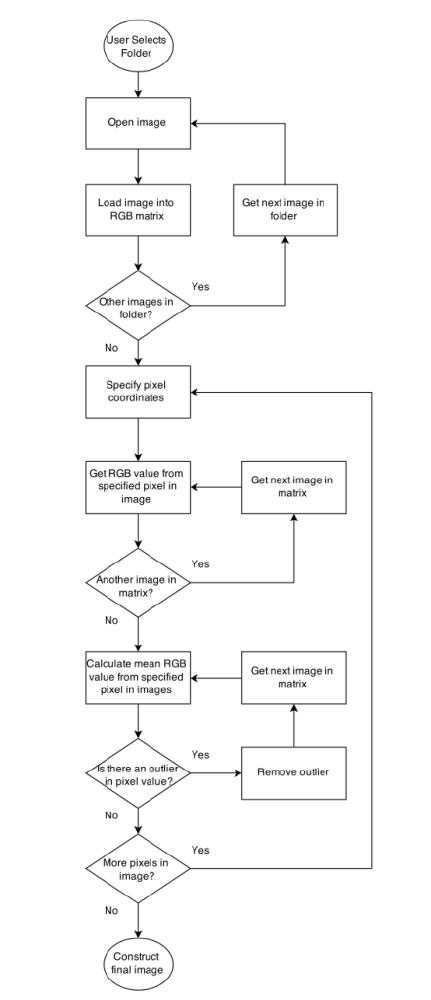 User Selects
Folder
Open image
Load image into
RGB matrix
Get next image in
folder
Yes
Other images in
folder?
No
Specify pixel
coordinates
Get RGB value from
specified pixel in
image
Get next image in
matrix
Yes
Another image in
matrix?
No
Calculate mean RGB
value from specified
pixel in images
Get next image in
matrix
Yes
Is there an outlier
in pixel value?
Remove outlier
No
Yes
More pixels in
image?
No
Construct
final image